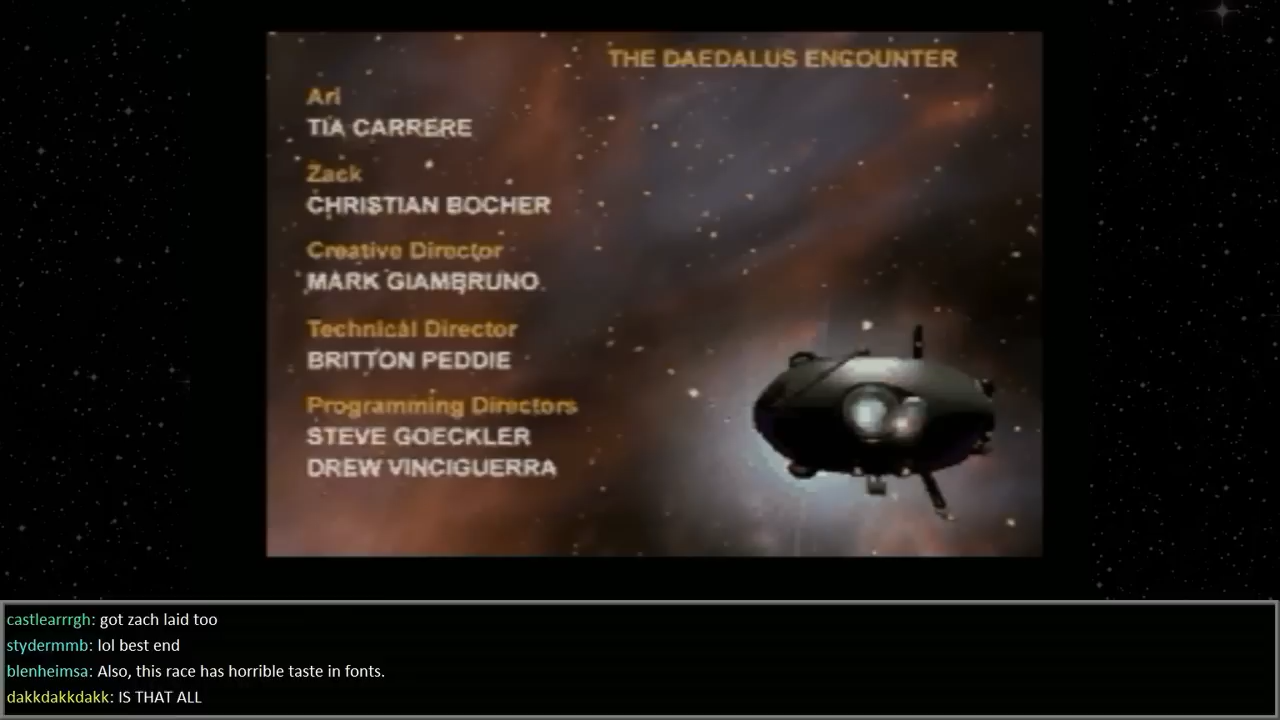 THE DAEDALUS ENCOUNTER
Ari
TIA CARRERE
Zack
CHRISTIAN BOCHER
Creative Director
MARK GIAMBRUNO
Technical Director
BRITTON PEDDIE
Programming Directors
STEVE GOECKLER
DREW VINCIGUERRA
castlearrrgh: got zach laid too
stydermmb: lol best end
blenheimsa: Also, this race has horrible taste in fonts.
dakkdakkdakk: IS THAT ALL